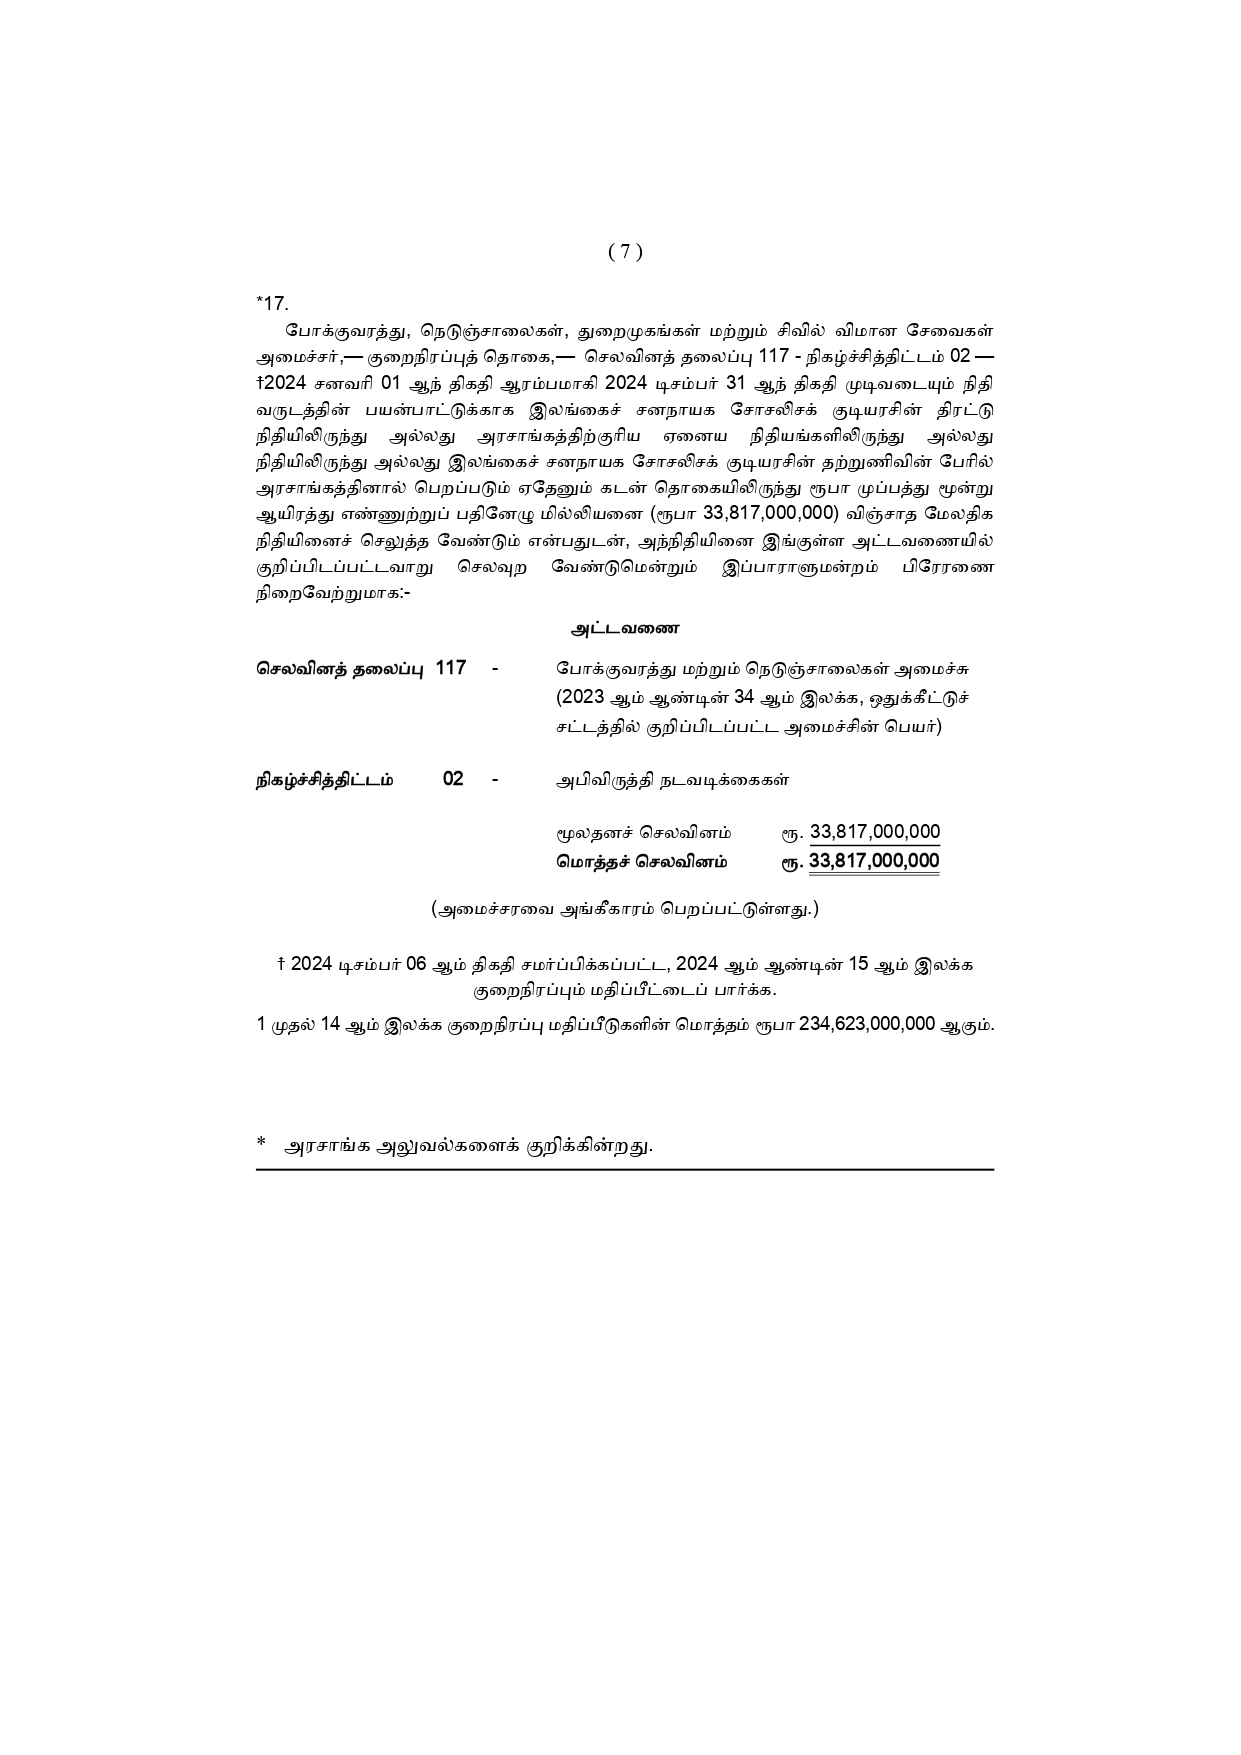 ( 7 )
*17.
போக்குவரத்து, நெடுஞ்சாலைகள், துறைமுகங்கள் மற்றும் சிவில் விமான சேவைகள்
அமைச்சர்,— குறைநிரப்புத் தொகை,— செலவினத் தலைப்பு 117 - நிகழ்ச்சித்திட்டம் 02 —
†2024 சனவரி 01 ஆந் திகதி ஆரம்பமாகி 2024 டிசம்பர் 31 ஆந் திகதி முடிவடையும் நிதி
வருடத்தின் பயன்பாட்டுக்காக இலங்கைச் சனநாயக சோசலிசக் குடியரசின் திரட்டு
நிதியிலிருந்து அல்லது அரசாங்கத்திற்குரிய ஏனைய நிதியங்களிலிருந்து அல்லது
நிதியிலிருந்து அல்லது இலங்கைச் சனநாயக சோசலிசக் குடியரசின் தற்றுணிவின் பேரில்
அரசாங்கத்தினால் பெறப்படும் ஏதேனும் கடன் தொகையிலிருந்து ரூபா முப்பத்து மூன்று
ஆயிரத்து எண்ணுற்றுப் பதினேழு மில்லியனை (ரூபா 33,817,000,000) விஞ்சாத மேலதிக
நிதியினைச் செலுத்த வேண்டும் என்பதுடன், அந்நிதியினை இங்குள்ள அட்டவணையில்
குறிப்பிடப்பட்டவாறு செலவுற வேண்டுமென்றும் இப்பாராளுமன்றம் பிரேரணை
நிறைவேற்றுமாக:-
அட்டவணை
செலவினத் தலைப்பு 117 - போக்குவரத்து மற்றும் நெடுஞ்சாலைகள் அமைச்சு
(2023 ஆம் ஆண்டின் 34 ஆம் இலக்க, ஒதுக்கீட்டுச்
சட்டத்தில் குறிப்பிடப்பட்ட அமைச்சின் பெயர்)
நிகழ்ச்சித்திட்டம் 02 - அபிவிருத்தி நடவடிக்கைகள்
மூலதனச் செலவினம் ரூ. 33,817,000,000
மொத்தச் செலவினம் ரூ. 33,817,000,000
(அமைச்சரவை அங்கீகாரம் பெறப்பட்டுள்ளது.)
† 2024 டிசம்பர் 06 ஆம் திகதி சமர்ப்பிக்கப்பட்ட, 2024 ஆம் ஆண்டின் 15 ஆம் இலக்க
குறைநிரப்பும் மதிப்பீட்டைப் பார்க்க.
1 முதல் 14 ஆம் இலக்க குறைநிரப்பு மதிப்பீடுகளின் மொத்தம் ரூபா 234,623,000,000 ஆகும்.
* அரசாங்க அலுவல்களைக் குறிக்கின்றது.